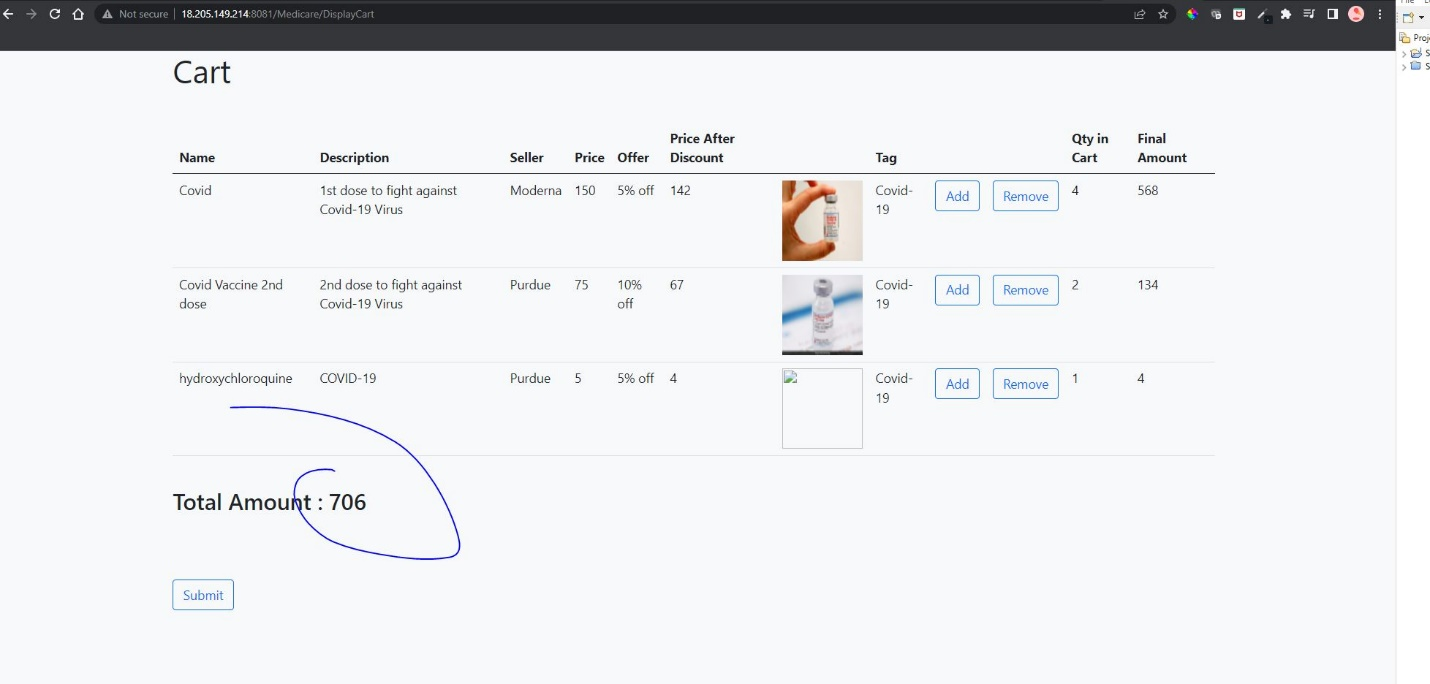 Not secure | 18.205.149.214:8081/Medicare/DisplayCart
File
Proj
S
S
Cart
Name Description Seller Price Offer Price After Discount Tag Qty in Cart Final Amount
Covid 1st dose to fight against Moderna 150 5% off 142 Covid- Add Remove 4 568
Covid-19 Virus 19
Covid Vaccine 2nd 2nd dose to fight against Purdue 75 10% 67 Covid- Add Remove 2 134
dose Covid-19 Virus off 19
hydroxychloroquine COVID-19 Purdue 5 5% off 4 Covid- Add Remove 1 4
19
Total Amount : 706
Submit